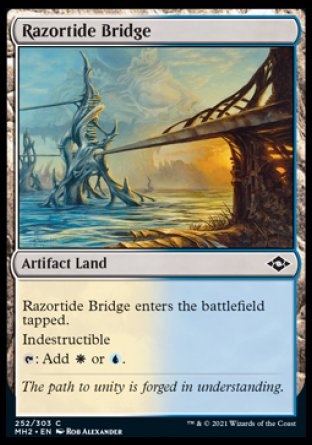 Razortide Bridge
Artifact Land
Razortide Bridge enters the battlefield
tapped.
Indestructible
: Add or .
The path to unity is forged in understanding.
252/303 C
MH2 • EN Rob Alexander
™ & © 2021 Wizards of the Coast